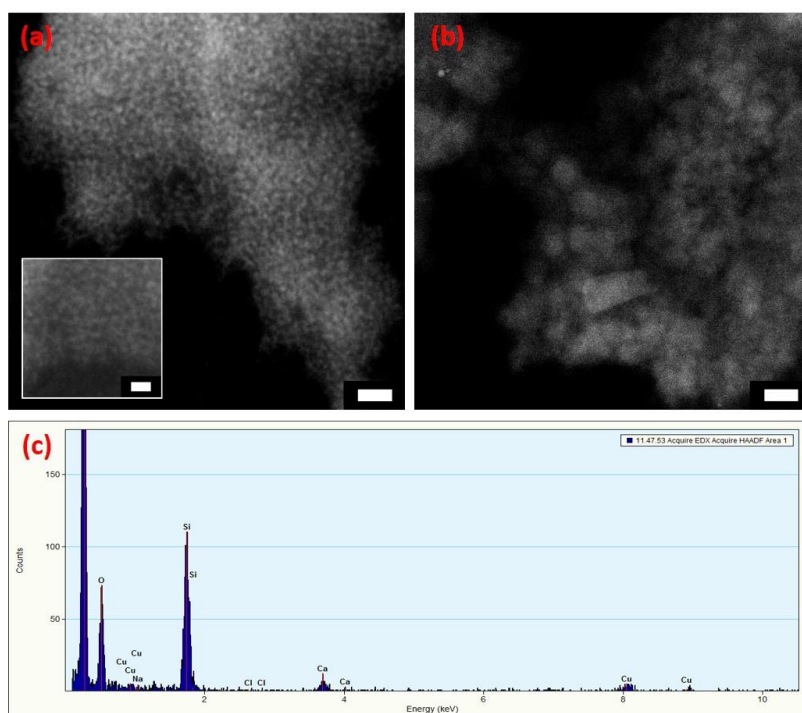 (a)
(b)
(c)
11.47.53 Acquire EDX Acquire HAADF Area 1
150
100
50
Counts
Si
Si
O
Cu
Cu
Cu
Na
Cl
Cl
Ca
Ca
Cu
Cu
2
4
6
8
10
Energy (keV)